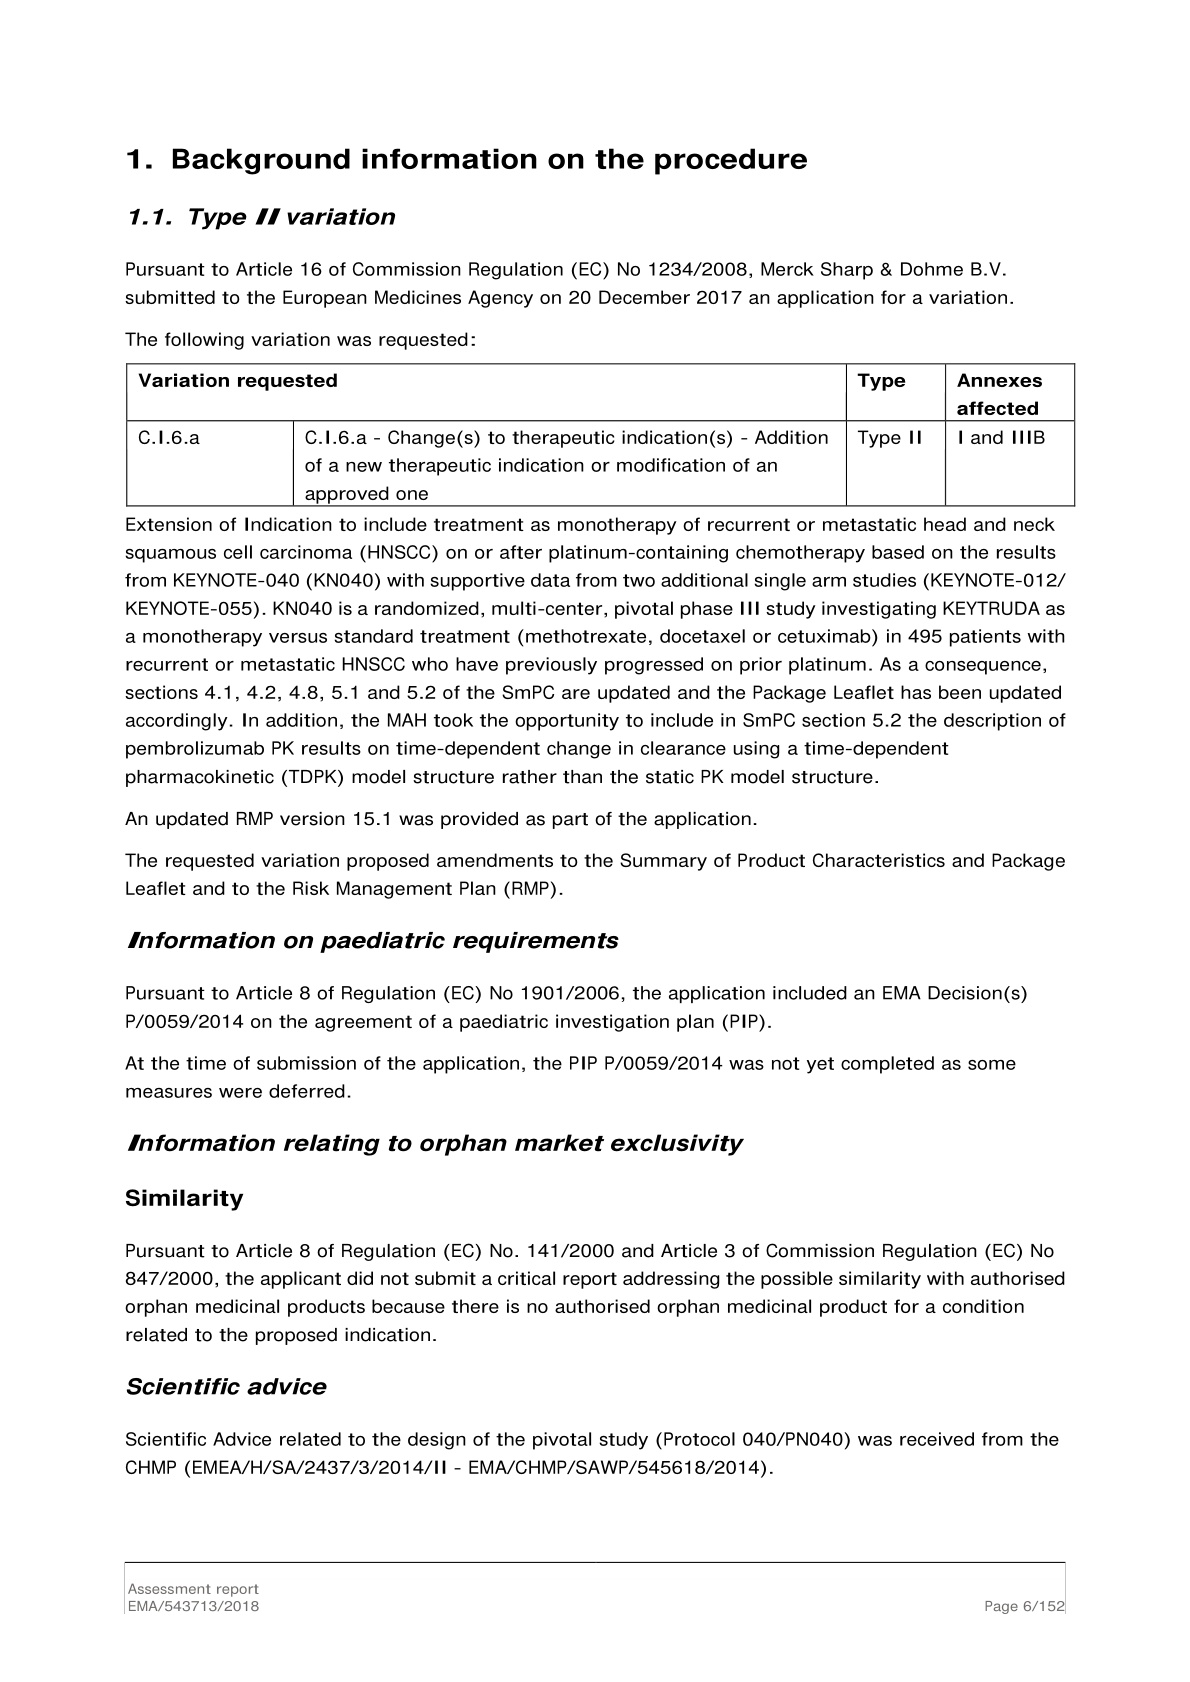 1. Background information on the procedure
1.1. Type II variation
Pursuant to Article 16 of Commission Regulation (EC) No 1234/2008, Merck Sharp & Dohme B.V.
submitted to the European Medicines Agency on 20 December 2017 an application for a variation.
The following variation was requested:
Variation requested Type Annexes
affected
C.I.6.a C.I.6.a - Change(s) to therapeutic indication(s) - Addition Type II I and IIIB
of a new therapeutic indication or modification of an
approved one
Extension of Indication to include treatment as monotherapy of recurrent or metastatic head and neck
squamous cell carcinoma (HNSCC) on or after platinum-containing chemotherapy based on the results
from KEYNOTE-040 (KN040) with supportive data from two additional single arm studies (KEYNOTE-012/
KEYNOTE-055). KN040 is a randomized, multi-center, pivotal phase III study investigating KEYTRUDA as
a monotherapy versus standard treatment (methotrexate, docetaxel or cetuximab) in 495 patients with
recurrent or metastatic HNSCC who have previously progressed on prior platinum. As a consequence,
sections 4.1, 4.2, 4.8, 5.1 and 5.2 of the SmPC are updated and the Package Leaflet has been updated
accordingly. In addition, the MAH took the opportunity to include in SmPC section 5.2 the description of
pembrolizumab PK results on time-dependent change in clearance using a time-dependent
pharmacokinetic (TDPK) model structure rather than the static PK model structure.
An updated RMP version 15.1 was provided as part of the application.
The requested variation proposed amendments to the Summary of Product Characteristics and Package
Leaflet and to the Risk Management Plan (RMP).
Information on paediatric requirements
Pursuant to Article 8 of Regulation (EC) No 1901/2006, the application included an EMA Decision(s)
P/0059/2014 on the agreement of a paediatric investigation plan (PIP).
At the time of submission of the application, the PIP P/0059/2014 was not yet completed as some
measures were deferred.
Information relating to orphan market exclusivity
Similarity
Pursuant to Article 8 of Regulation (EC) No. 141/2000 and Article 3 of Commission Regulation (EC) No
847/2000, the applicant did not submit a critical report addressing the possible similarity with authorised
orphan medicinal products because there is no authorised orphan medicinal product for a condition
related to the proposed indication.
Scientific advice
Scientific Advice related to the design of the pivotal study (Protocol 040/PN040) was received from the
CHMP (EMEA/H/SA/2437/3/2014/II - EMA/CHMP/SAWP/545618/2014).
Assessment report
EMA/543713/2018 Page 6/152